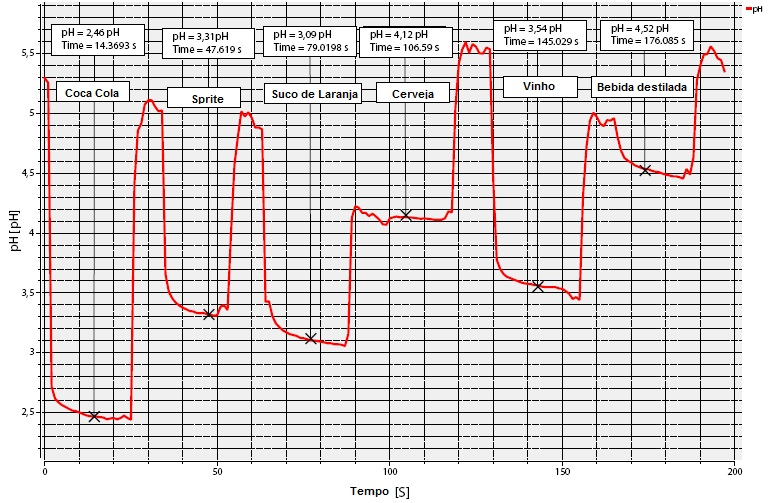 pH
pH = 2,46 pH
Time = 14.3693 s
pH = 3,31pH
Time = 47.619 s
pH = 3,09 pH
Time = 79.0198 s
pH = 4,12 pH
Time = 106.59 s
pH = 3,54 pH
Time = 145.029 s
pH = 4,52 pH
Time = 176.085 s
Coca Cola
Sprite
Suco de Laranja
Cerveja
Vinho
Bebida destilada
pH [pH]
5,5
5
4,5
4
3,5
3
2,5
0
50
100
150
200
Tempo [S]